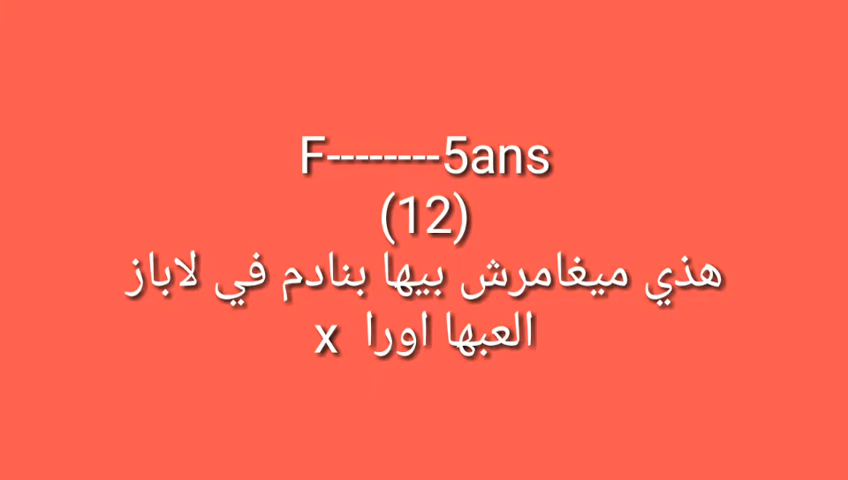 F--------5ans
(12)
هذي ميغامرش بيها بنادم في لاباز
العبها اورا x